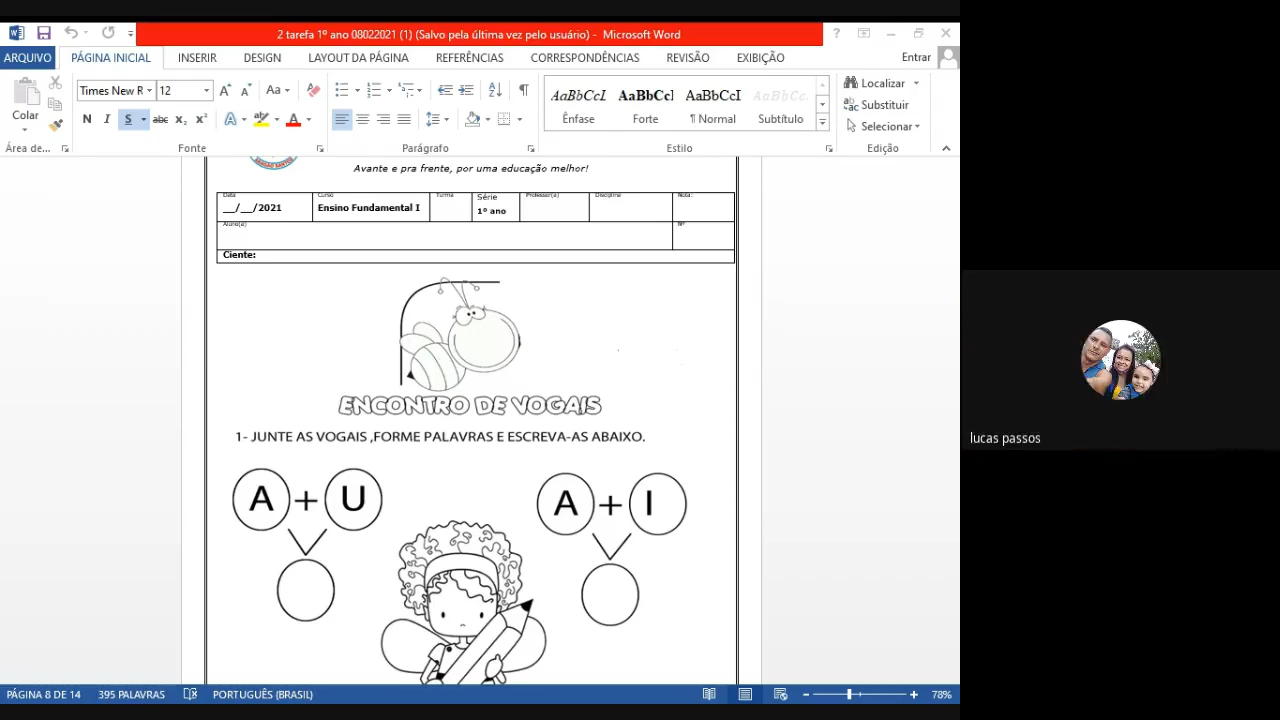 2 tarefa 1º ano 08022021 (1) (Salvo pela última vez pelo usuário) - Microsoft Word
ARQUIVO PÁGINA INICIAL INSERIR DESIGN LAYOUT DA PÁGINA REFERÊNCIAS CORRESPONDÊNCIAS REVISÃO EXIBIÇÃO Entrar
Colar
Times New R 12
N I S abc X₂ X²
AaBbCcI AaBbCcI AaBbCcI AaBbCc
Ênfase Forte ¶ Normal Subtítulo
Localizar
Substituir
Selecionar
Área de... Fonte Parágrafo Estilo Edição
Avante e pra frente, por uma educação melhor!
Data Curso Turma Série Professor(a) Disciplina Nota:
__/__/2021 Ensino Fundamental I 1º ano
Aluno(a) Nº
Ciente:
ENCONTRO DE VOGAIS
1- JUNTE AS VOGAIS ,FORME PALAVRAS E ESCREVA-AS ABAIXO.
A + U A + I
lucas passos
PÁGINA 8 DE 14 395 PALAVRAS PORTUGUÊS (BRASIL) 78%